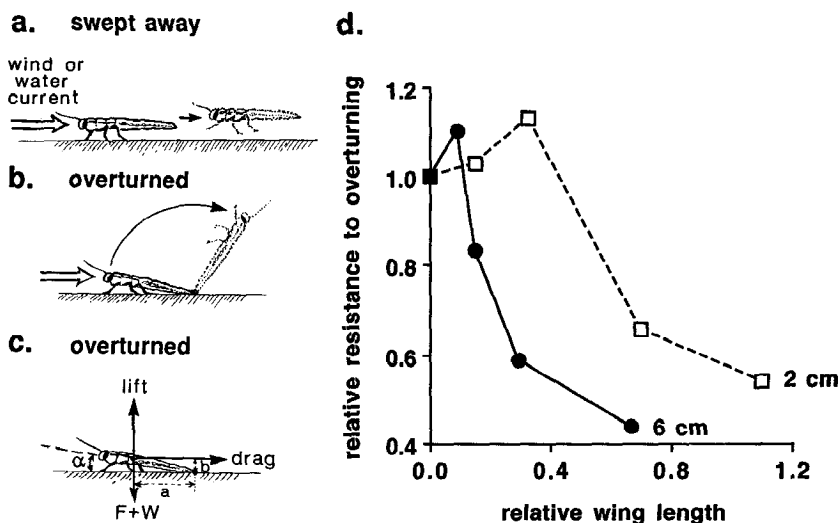 a. swept away
wind or
water
current
b. overturned
c. overturned
lift
α
b
drag
a
F+W
d.
relative resistance to overturning
1.2
1.0
0.8
0.6
0.4
2 cm
6 cm
0.0
0.4
0.8
1.2
relative wing length